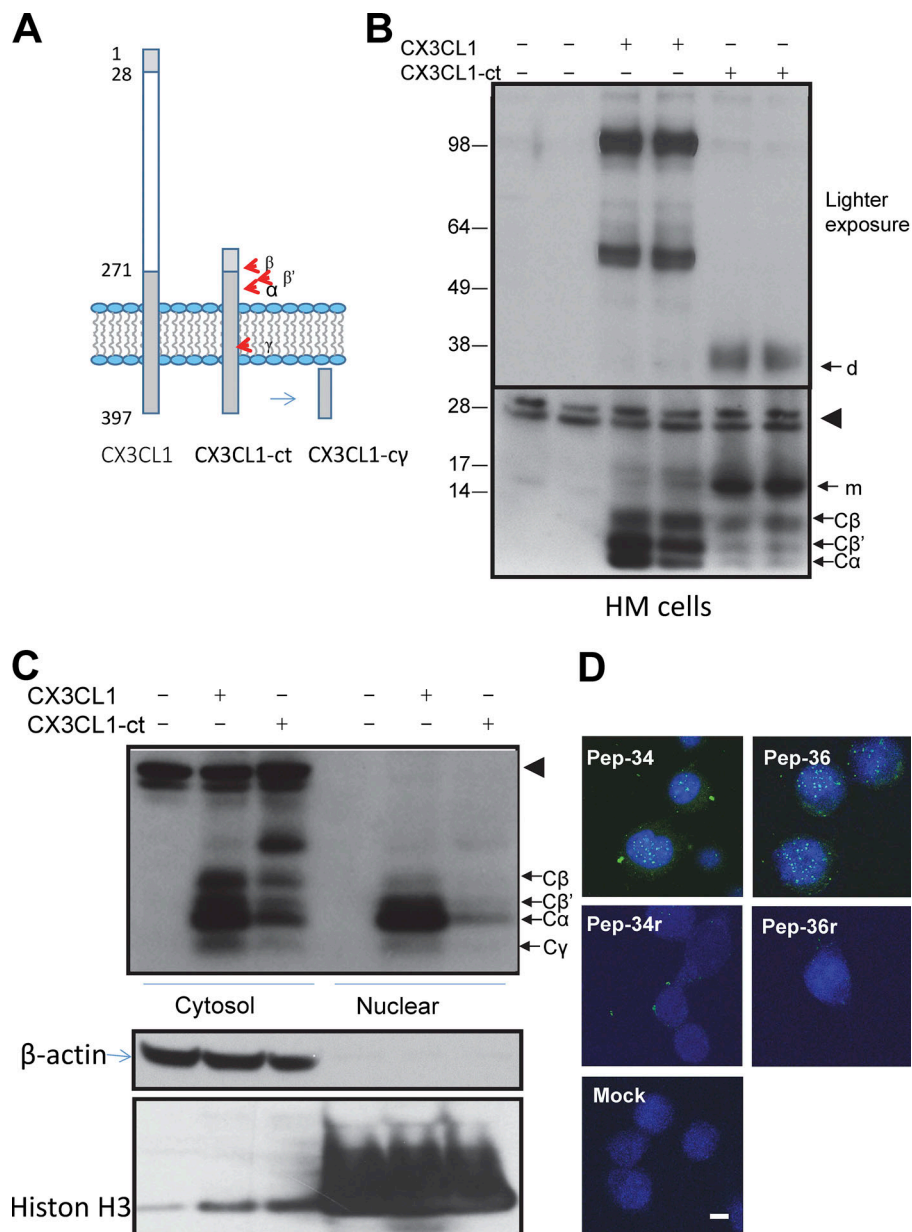 A
1
28
271
397
β
β'
α
γ
CX3CL1 CX3CL1-ct CX3CL1-cγ
B
CX3CL1 – – + + – –
CX3CL1-ct – – – – + +
98
64
49
38
28
17
14
Lighter
exposure
d
m
Cβ
Cβ'
Cα
HM cells
C
CX3CL1 – + – – + –
CX3CL1-ct – – + – – +
Cβ
Cβ'
Cα
Cγ
Cytosol Nuclear
β-actin
Histon H3
D
Pep-34 Pep-36
Pep-34r Pep-36r
Mock